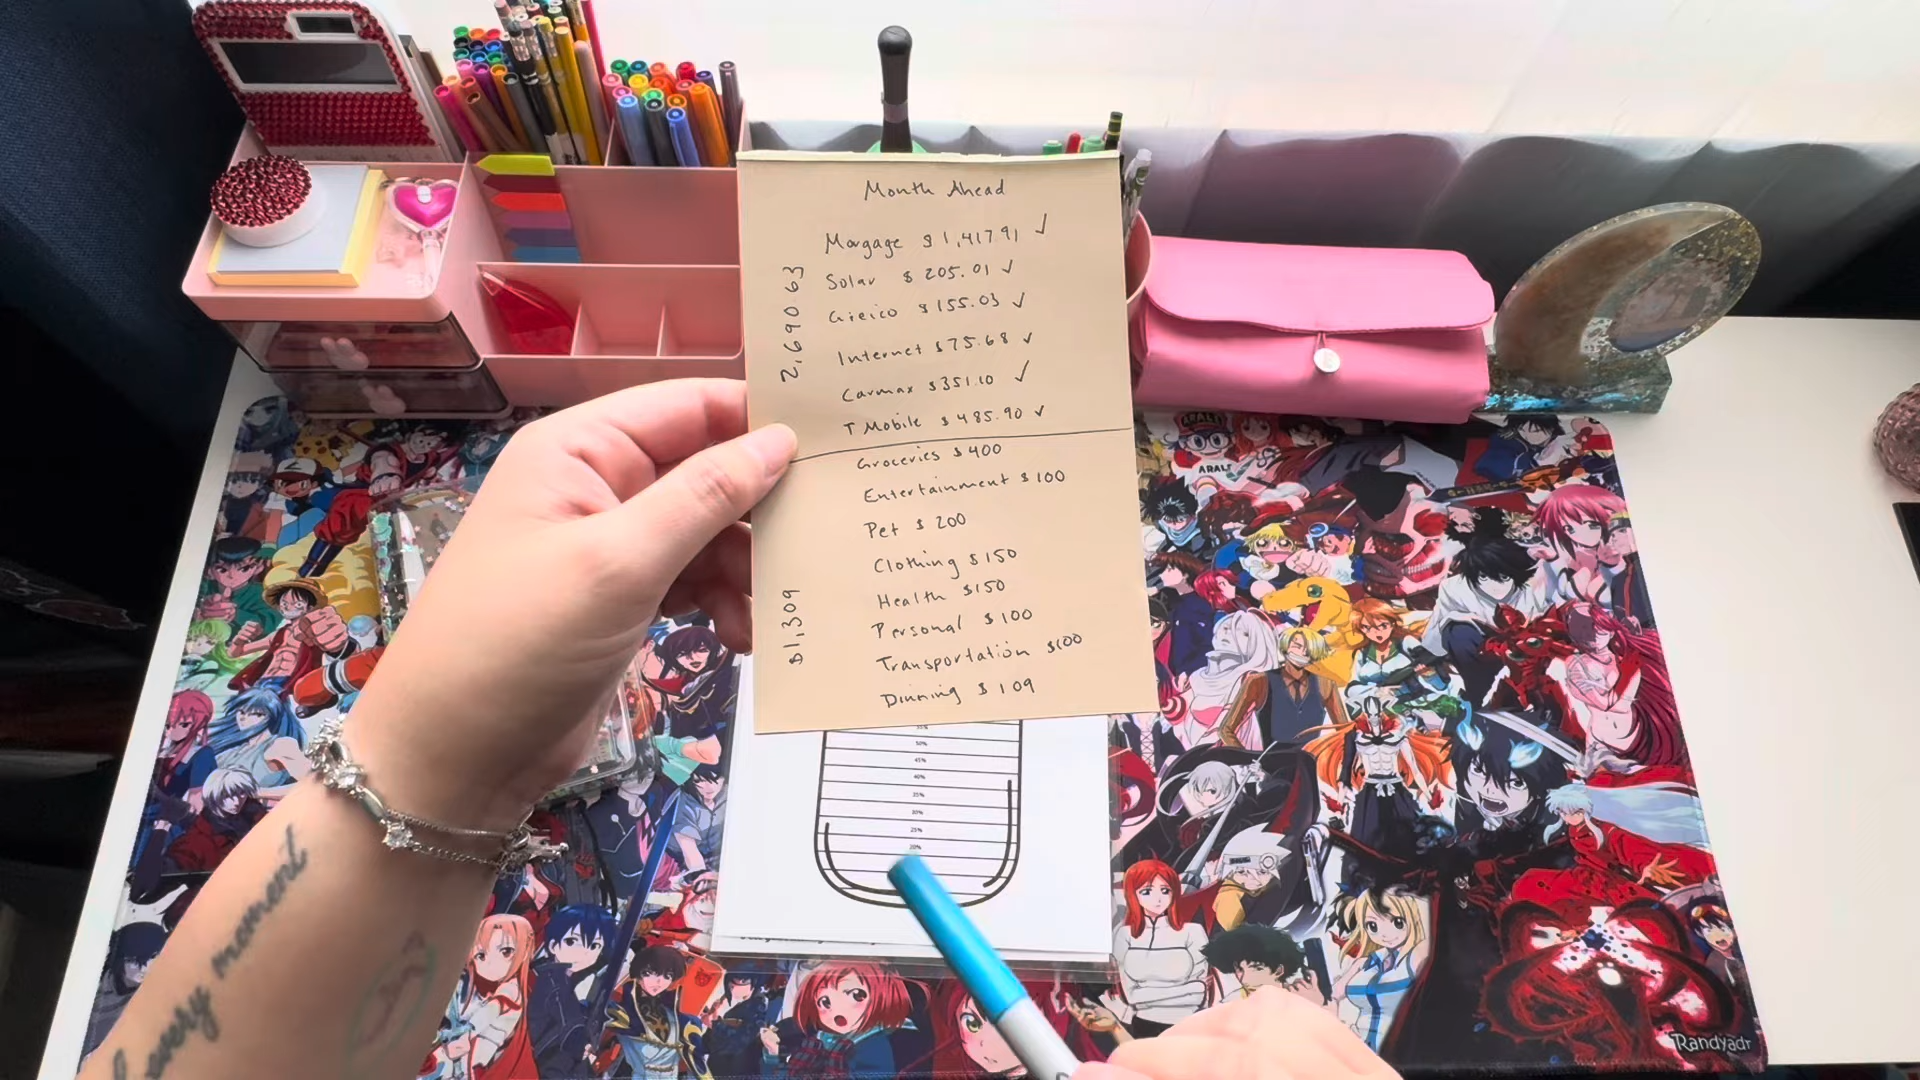 Month Ahead
Morgage $1,417.91 ✓
Solar $205.01 ✓
Gieico $155.03 ✓
Internet $75.68 ✓
Carmax $351.10 ✓
T Mobile $485.90 ✓
2,690.63
Groceries $400
Entertainment $100
Pet $200
Clothing $150
Health $150
Personal $100
Transportation $100
Dinning $109
$1,309
50%
45%
40%
25%
20%
ARALE
every moment
Randyadr